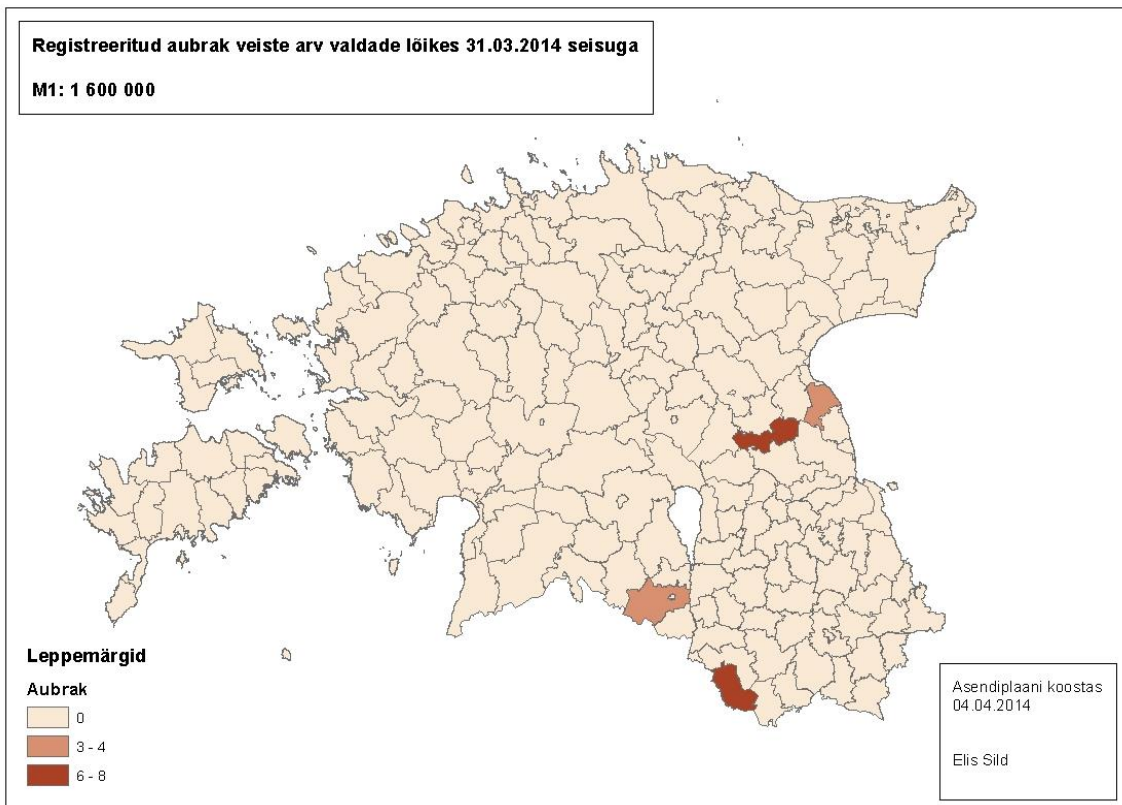 Registreeritud aubrak veiste arv valdade lõikes 31.03.2014 seisuga
M1: 1 600 000
Leppemärgid
Aubrak
0
3 - 4
6 - 8
Asendiplaani koostas
04.04.2014
Elis Sild